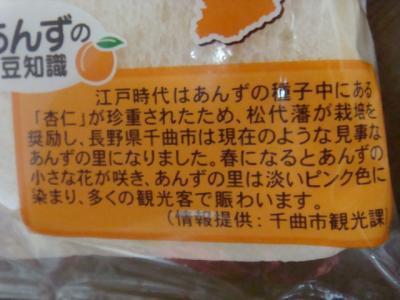 あんずの
豆知識
江戸時代はあんずの種子中にある
「杏仁」が珍重されたため、松代藩が栽培を
奨励し、長野県千曲市は現在のような見事な
あんずの里になりました。春になるとあんずの
小さな花が咲き、あんずの里は淡いピンク色に
染まり、多くの観光客で賑わいます。
(情報提供:千曲市観光課)